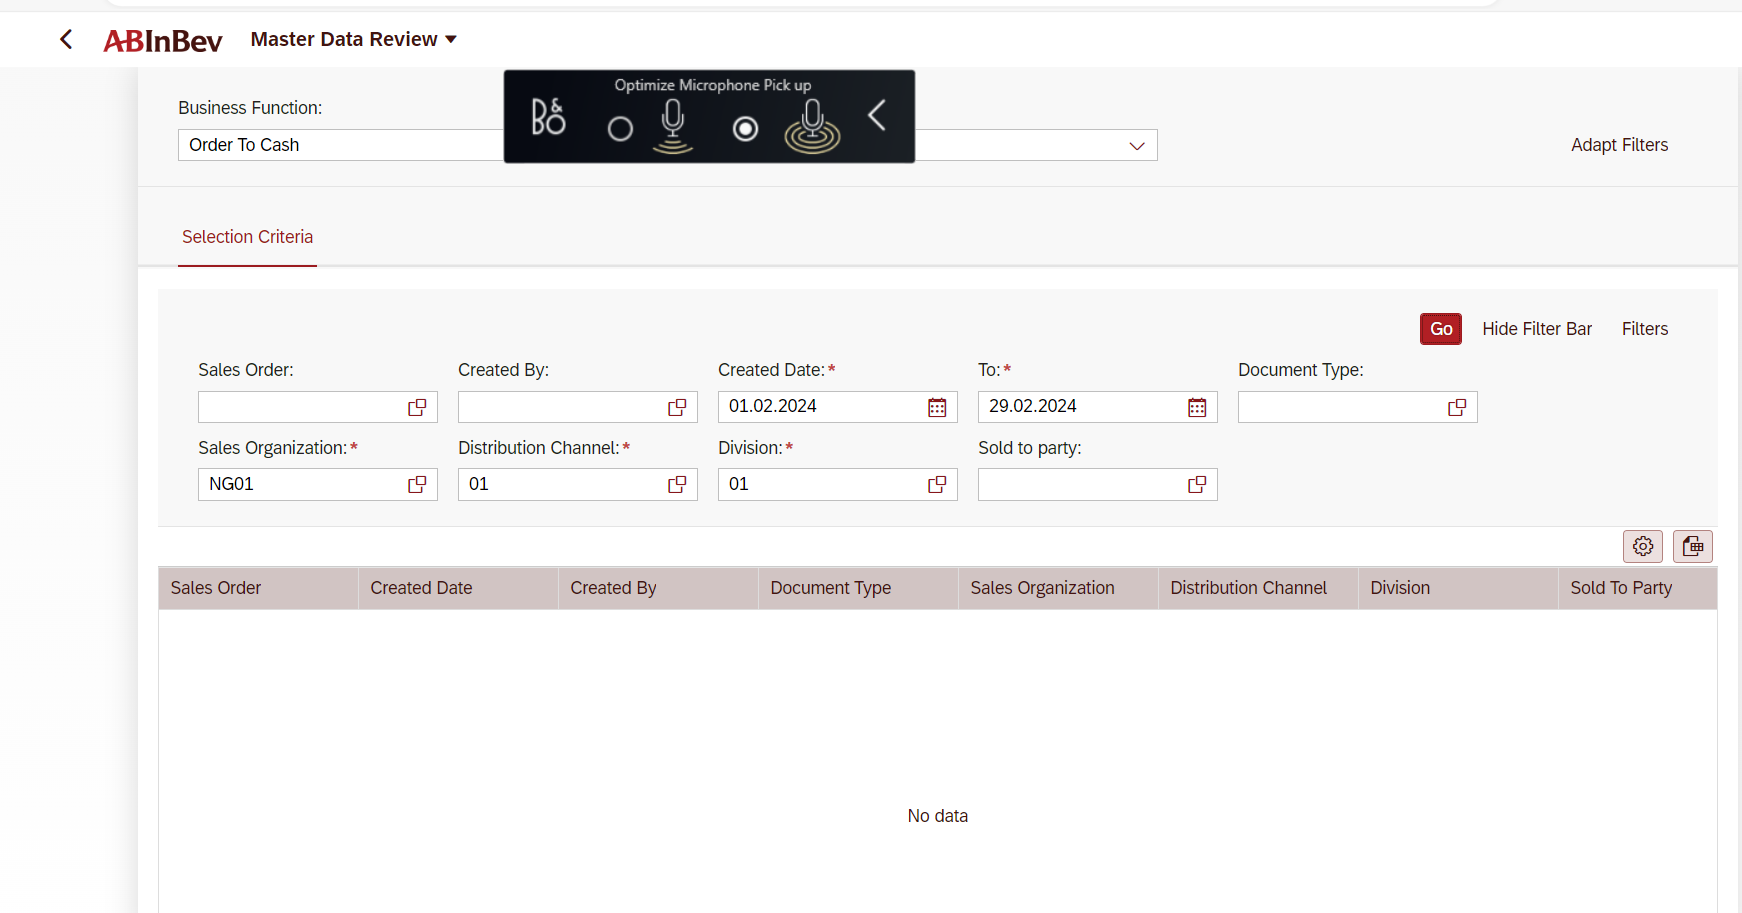 ABInBev Master Data Review
Optimize Microphone Pick up
B&O
Business Function:
Order To Cash
Adapt Filters
Selection Criteria
Go Hide Filter Bar Filters
Sales Order: Created By: Created Date:* To:* Document Type:
01.02.2024 29.02.2024
Sales Organization:* Distribution Channel:* Division:* Sold to party:
NG01 01 01
Sales Order Created Date Created By Document Type Sales Organization Distribution Channel Division Sold To Party
No data